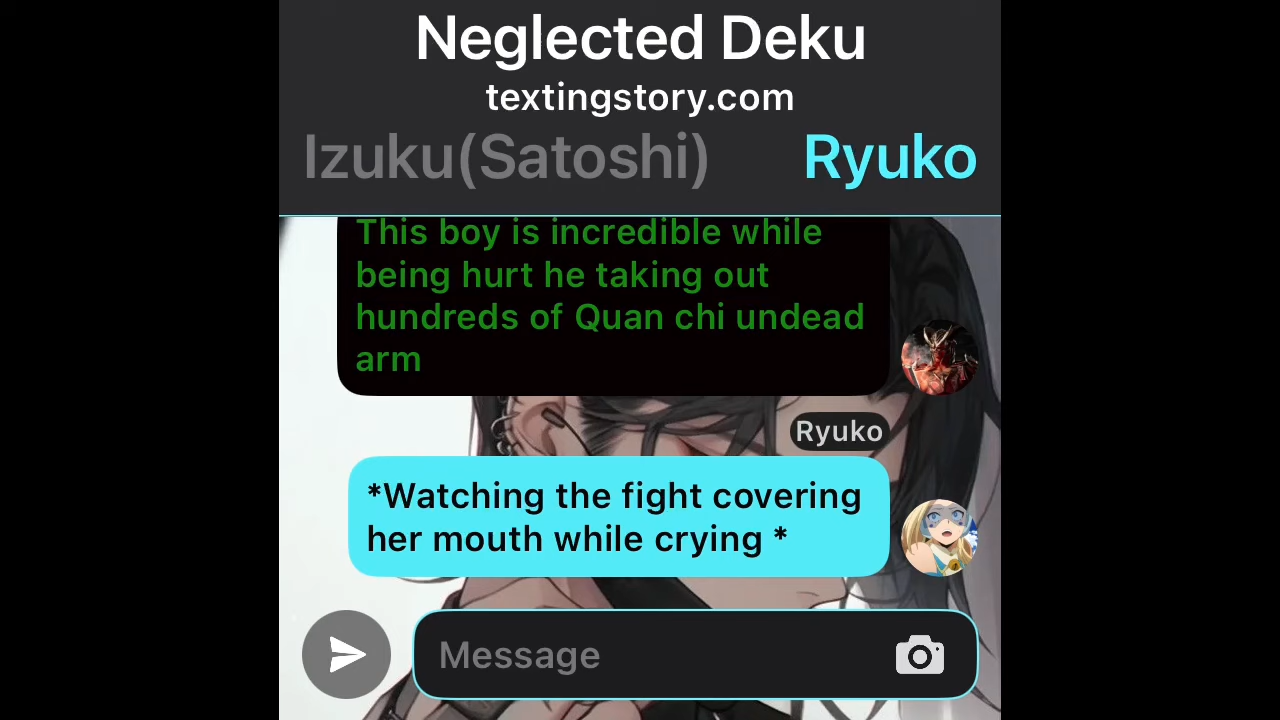 Neglected Deku
textingstory.com
Izuku(Satoshi) Ryuko
This boy is incredible while
being hurt he taking out
hundreds of Quan chi undead
arm
Ryuko
*Watching the fight covering
her mouth while crying *
Message